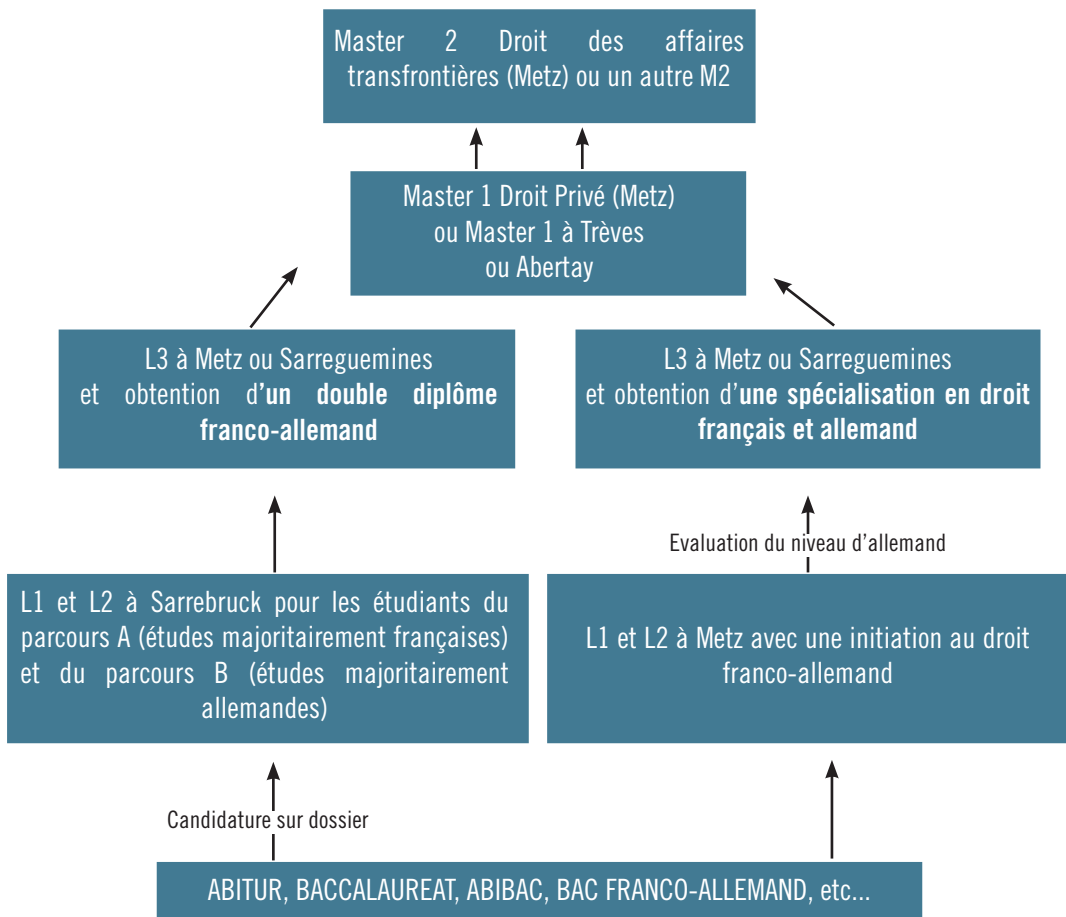 Master 2 Droit des affaires
transfrontières (Metz) ou un autre M2
Master 1 Droit Privé (Metz)
ou Master 1 à Trèves
ou Abertay
L3 à Metz ou Sarreguemines
et obtention d'un double diplôme
franco-allemand
L3 à Metz ou Sarreguemines
et obtention d'une spécialisation en droit
français et allemand
Evaluation du niveau d'allemand
L1 et L2 à Sarrebruck pour les étudiants du
parcours A (études majoritairement françaises)
et du parcours B (études majoritairement
allemandes)
L1 et L2 à Metz avec une initiation au droit
franco-allemand
Candidature sur dossier
ABITUR, BACCALAUREAT, ABIBAC, BAC FRANCO-ALLEMAND, etc...